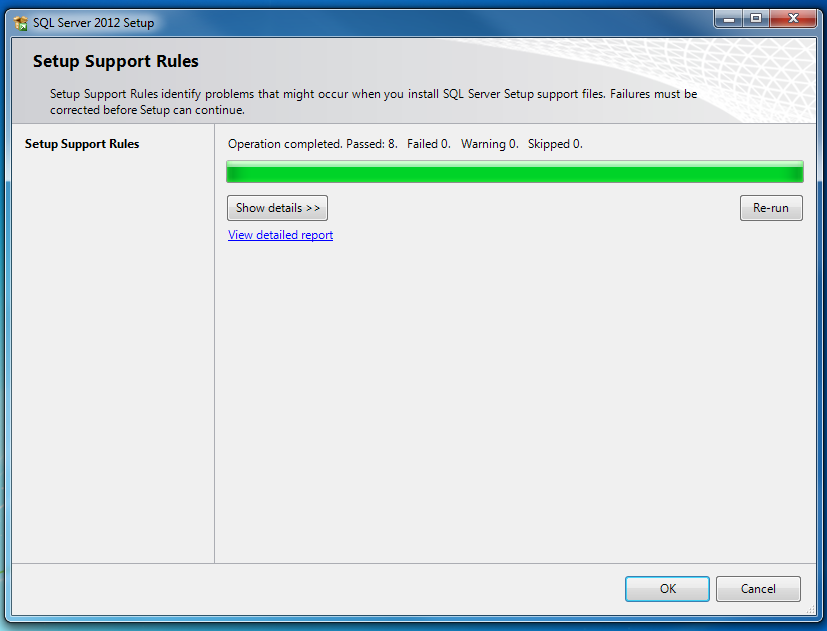 SQL Server 2012 Setup
Setup Support Rules
Setup Support Rules identify problems that might occur when you install SQL Server Setup support files. Failures must be
corrected before Setup can continue.
Setup Support Rules
Operation completed. Passed: 8. Failed 0. Warning 0. Skipped 0.
Show details >>
Re-run
View detailed report
OK
Cancel